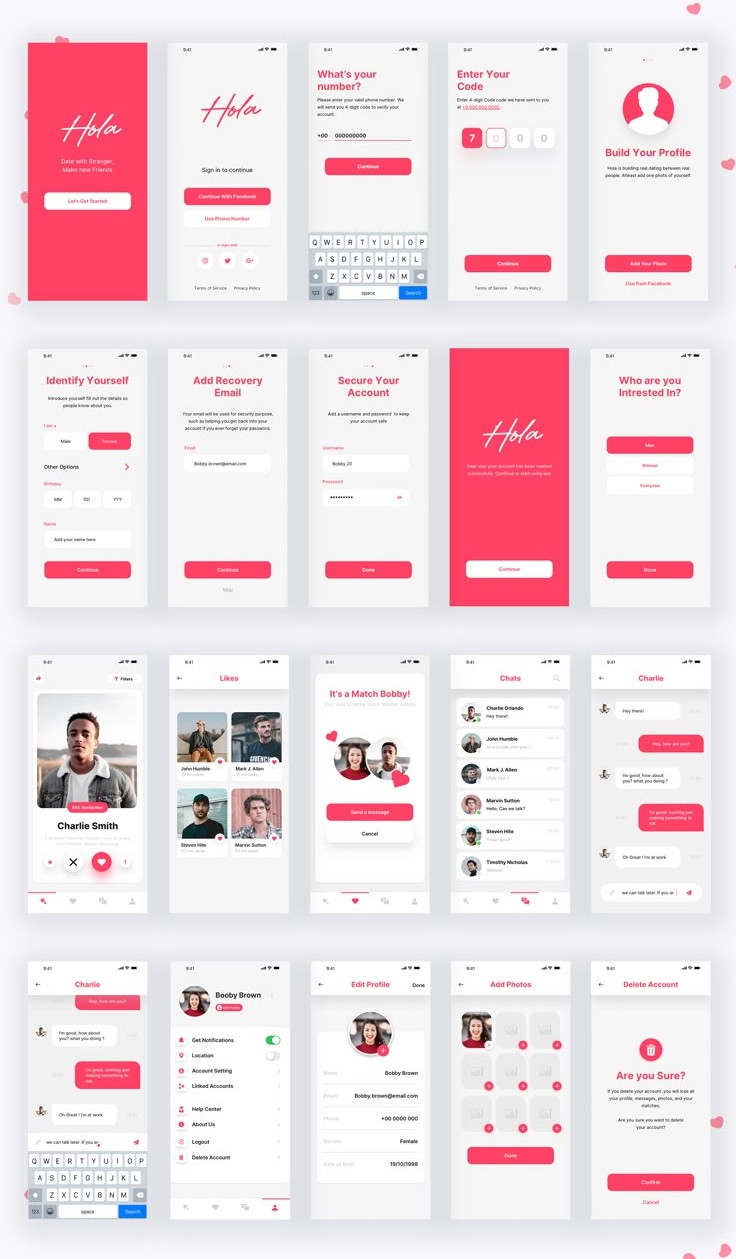 Hola
Date with Stranger,
Make new Friends
Let's Get Started
9:41
Hola
Sign in to continue
Continue With Facebook
Use Phone Number
or login with
G+
Terms of Service Privacy Policy
9:41
What's your
number?
Please enter your valid phone number. We
will send you 4-digit code to verify your
account.
+00 000000000
Continue
Q W E R T Y U I O P
A S D F G H J K L
Z X C V B N M
123 space Search
9:41
Enter Your
Code
Enter 4-digit Code code we have sent you
at +0 000 000 0000.
7 0 0 0
Continue
Terms of Service Privacy Policy
9:41
Build Your Profile
Hola is building real dating between real
people. Atleast add one photo of yourself.
Add Your Photo
Use from Facebook
9:41
Identify Yourself
Introduce yourself fill out the details so
people know about you.
I am a
Male Female
Other Options
Birthday
MM DD YYY
Name
Add your name here
Continue
9:41
Add Recovery
Email
Your email will be used for security purpose,
such as helping you get back into your
account if you ever forget your password.
Email
Bobby.brown@email.com
Continue
Skip
9:41
Secure Your
Account
Add a username and password to keep
your account safe
Username
Bobby 20
Password
•••••••••
Done
Hola
Dear user your account has been created
successfully. Continue to start using app
Continue
9:41
Who are you
Intrested In?
Man
Woman
Everyone
Done
9:41
Filters
Charlie Smith
9:41
Likes
John Humble
Mark J. Allen
Steven Hite
Marvin Sutton
9:41
It's a Match Bobby!
Send a message
Cancel
9:41
Chats
Charlie Orlando
Hey there!
John Humble
Mark J. Allen
Marvin Sutton
Hello, Can we talk?
Steven Hite
It was good
Timothy Nicholas
9:41
Charlie
Hey there!
Hey, how are you?
I'm good, how about
you? what you doing ?
I'm great, nothing just
making something to
eat
Oh Great ! I'm at work
we can talk later. If you ar
9:41
Charlie
Hey, how are you?
I'm good, how about
you? what you doing ?
I'm great, nothing just
making something to
eat
Oh Great ! I'm at work
we can talk later. If you ar
Q W E R T Y U I O P
A S D F G H J K L
Z X C V B N M
123 space Search
9:41
Booby Brown
Edit Profile
Get Notifications
Location
Account Setting
Linked Accounts
Help Center
About Us
Logout
Delete Account
9:41
Edit Profile Done
Name Bobby Brown
Email Bobby.brown@email.com
Phone +00 0000 000
Gender Female
Date of Birth 19/10/1998
9:41
Add Photos
Done
9:41
Delete Account
Are you Sure?
If you delete your account ,you will lose all
your profile, messages, photos, and your
matches.
Are you sure you want to delete
your account?
Confirm
Cancel